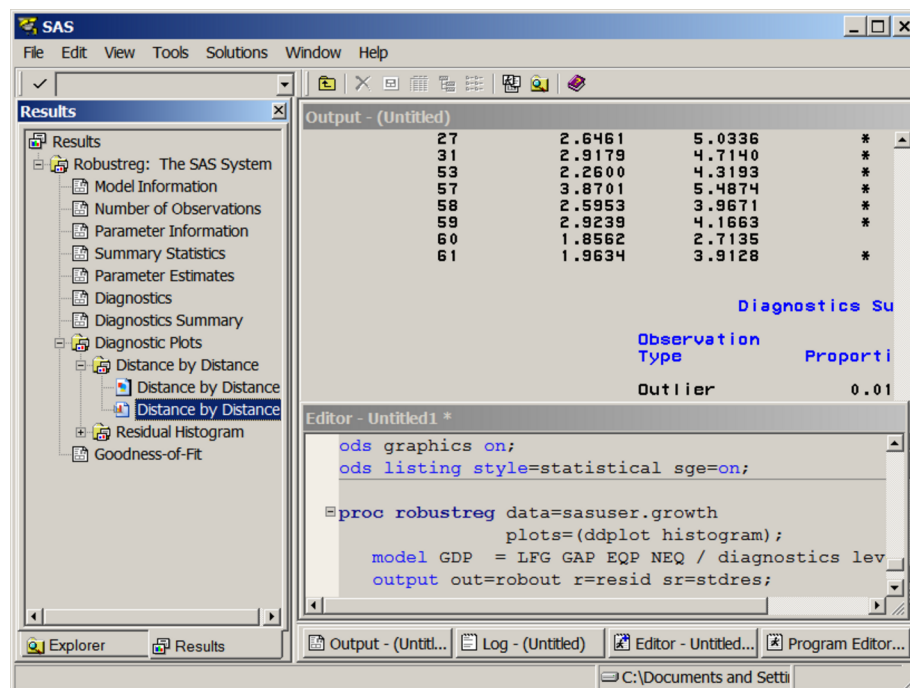 SAS
File Edit View Tools Solutions Window Help
Results
Results
Robustreg: The SAS System
Model Information
Number of Observations
Parameter Information
Summary Statistics
Parameter Estimates
Diagnostics
Diagnostics Summary
Diagnostic Plots
Distance by Distance
Distance by Distance
Distance by Distance
Residual Histogram
Goodness-of-Fit
Explorer Results
Output - (Untitled)
27 2.6461 5.0336 *
31 2.9179 4.7140 *
53 2.2600 4.3193 *
57 3.8701 5.4874 *
58 2.5953 3.9671 *
59 2.9239 4.1663 *
60 1.8562 2.7135
61 1.9634 3.9128 *
Diagnostics Su
Observation
Type Proporti
Outlier 0.01
Editor - Untitled1 *
ods graphics on;
ods listing style=statistical sge=on;
proc robustreg data=sasuser.growth
plots=(ddplot histogram);
model GDP = LFG GAP EQP NEQ / diagnostics lev
output out=robout r=resid sr=stdres;
Output - (Untitl... Log - (Untitled) Editor - Untitled... Program Editor...
C:\Documents and Setti